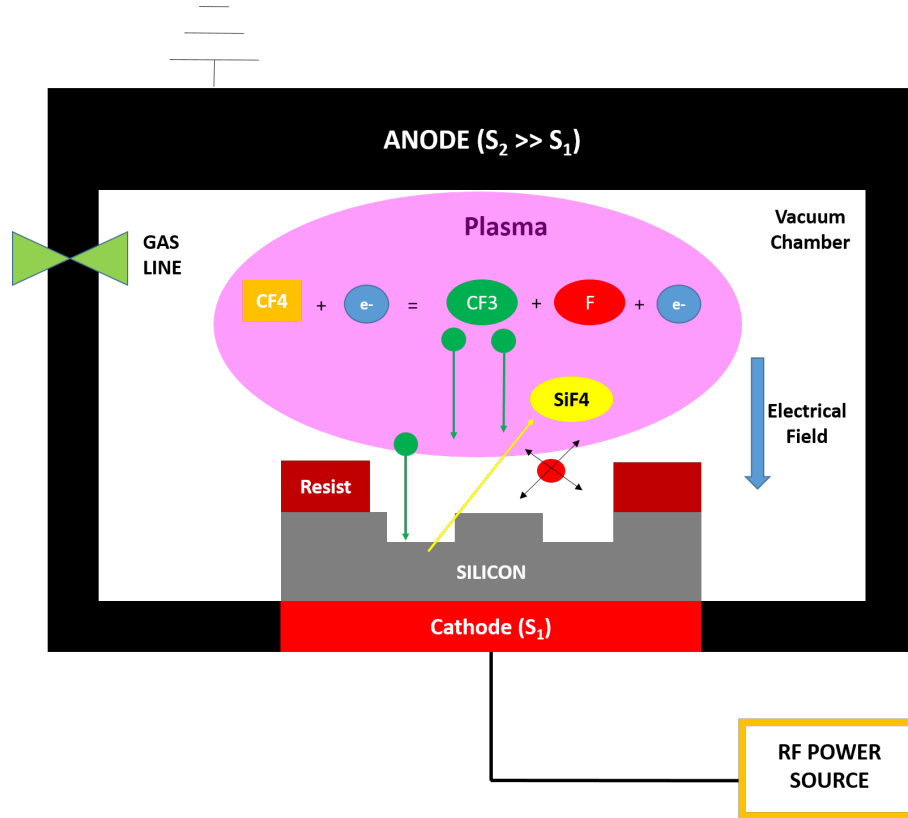 ANODE (S2 >> S1)
Plasma
Vacuum
Chamber
GAS
LINE
CF4 + e- = CF3 + F + e-
SiF4
Electrical
Field
Resist
SILICON
Cathode (S1)
RF POWER
SOURCE